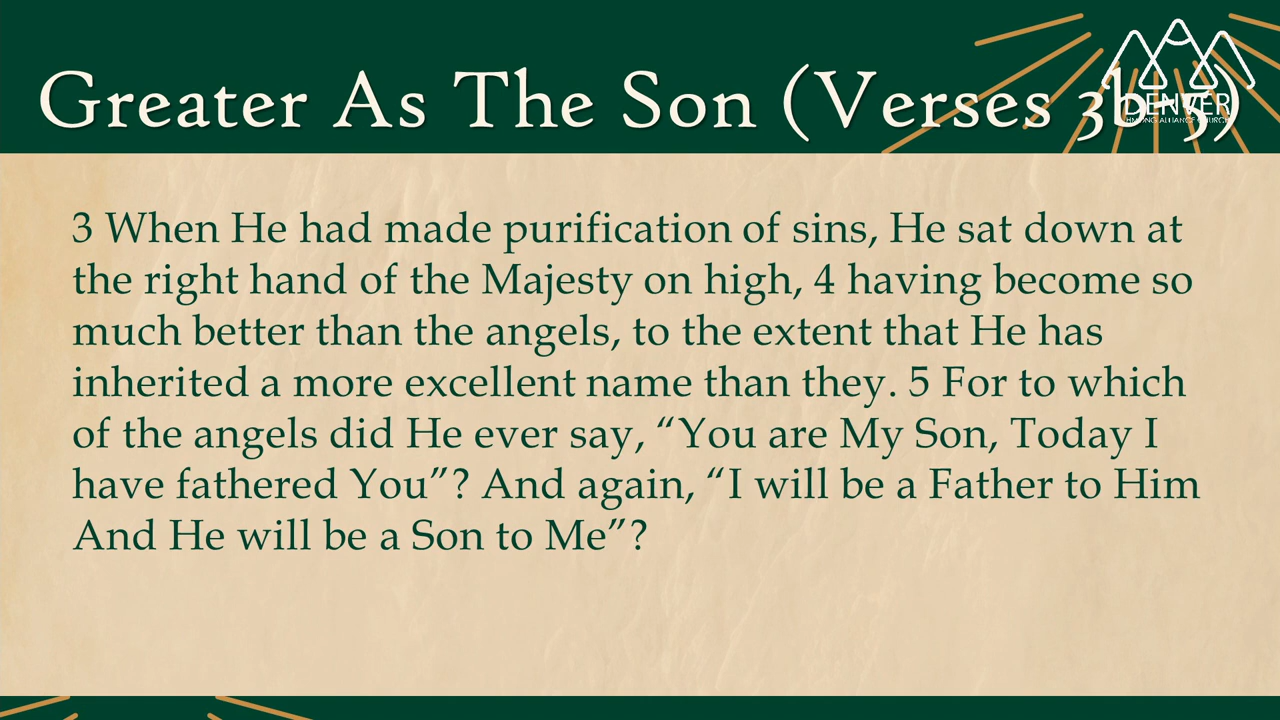 Greater As The Son (Verses 3b-5)
DENVER
HMONG ALLIANCE CHURCH
3 When He had made purification of sins, He sat down at
the right hand of the Majesty on high, 4 having become so
much better than the angels, to the extent that He has
inherited a more excellent name than they. 5 For to which
of the angels did He ever say, “You are My Son, Today I
have fathered You”? And again, “I will be a Father to Him
And He will be a Son to Me”?